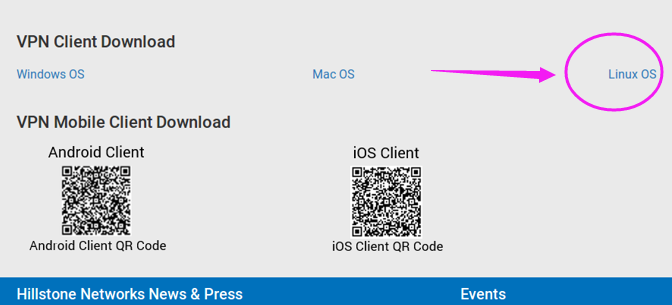 VPN Client Download
Windows OS Mac OS Linux OS
VPN Mobile Client Download
Android Client iOS Client
Android Client QR Code iOS Client QR Code
Hillstone Networks News & Press Events